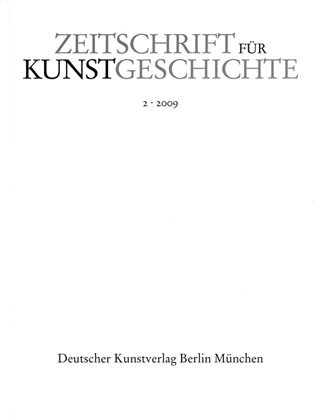 ZEITSCHRIFT FÜR
KUNSTGESCHICHTE
2 · 2009
Deutscher Kunstverlag Berlin München